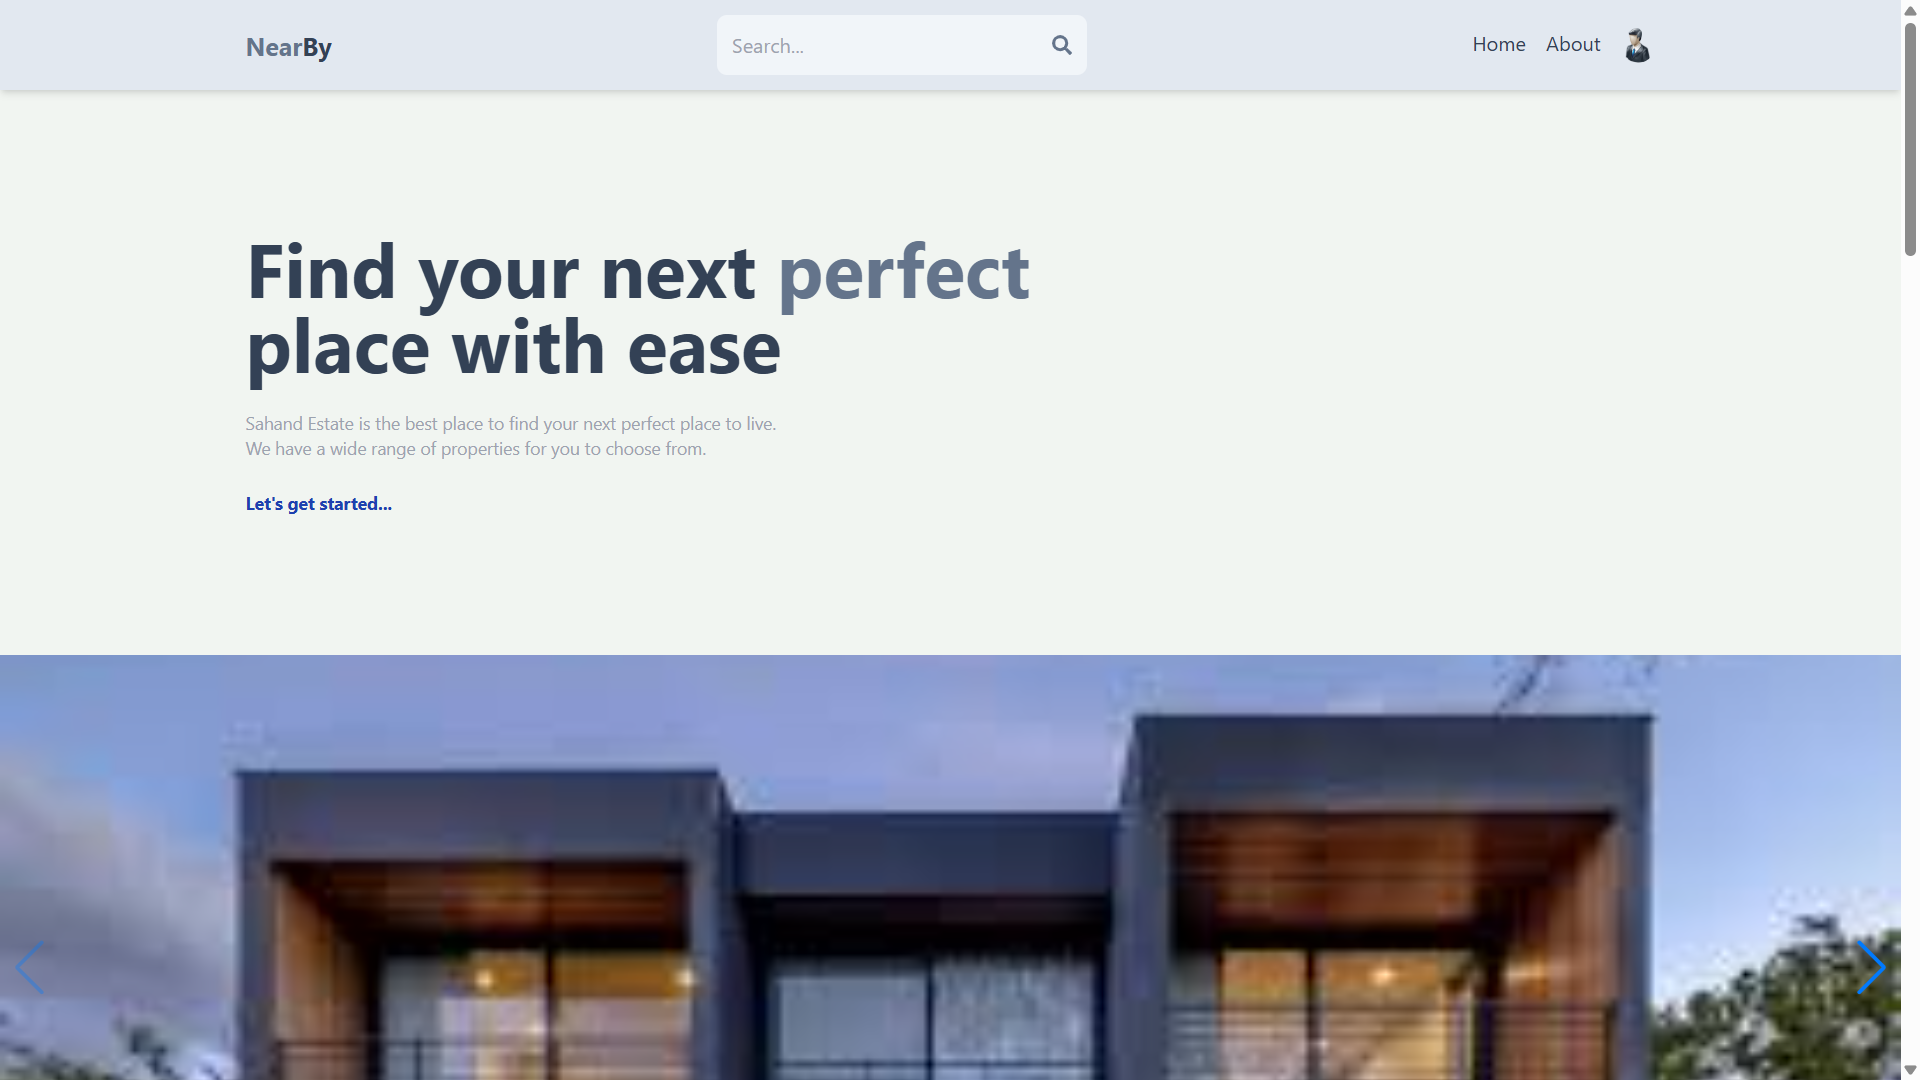 NearBy
Search...
Home
About
Find your next perfect
place with ease
Sahand Estate is the best place to find your next perfect place to live.
We have a wide range of properties for you to choose from.
Let's get started...